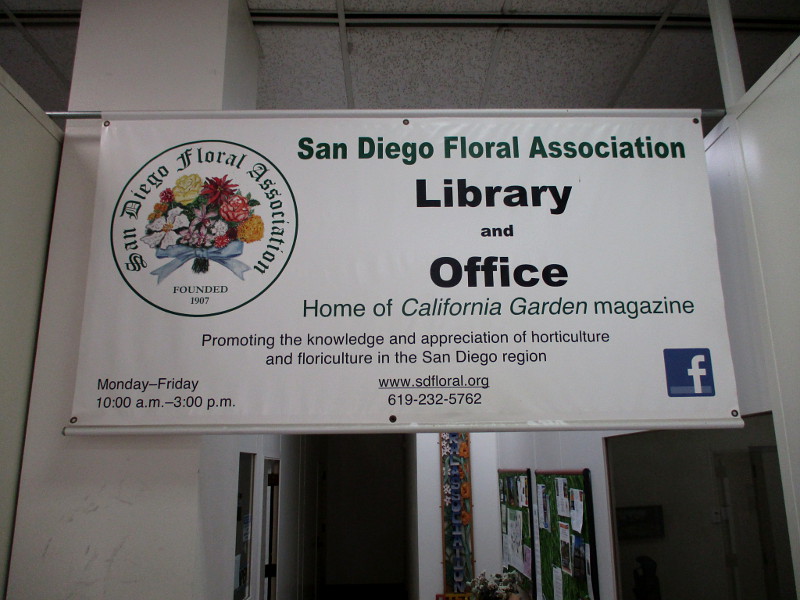 San Diego Floral Association
FOUNDED
1907
San Diego Floral Association
Library
and
Office
Home of California Garden magazine
Promoting the knowledge and appreciation of horticulture
and floriculture in the San Diego region
Monday–Friday
10:00 a.m.–3:00 p.m.
www.sdfloral.org
619-232-5762
f